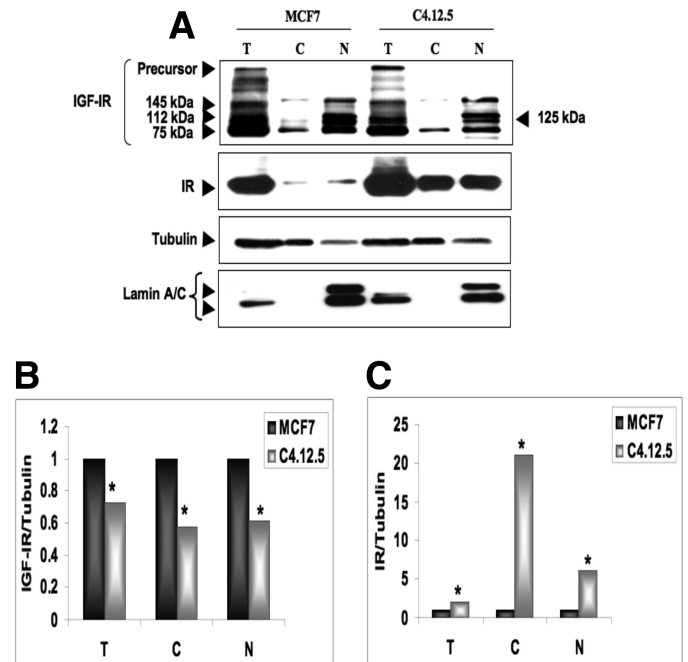 A
MCF7 C4.12.5
T C N T C N
Precursor
IGF-IR
145 kDa
112 kDa 125 kDa
75 kDa
IR
Tubulin
Lamin A/C
B
IGF-IR/Tubulin
1.2
1
0.8
0.6
0.4
0.2
0
* * *
T C N
MCF7
C4.12.5
C
IR/Tubulin
25
20
15
10
5
0
* * *
T C N
MCF7
C4.12.5